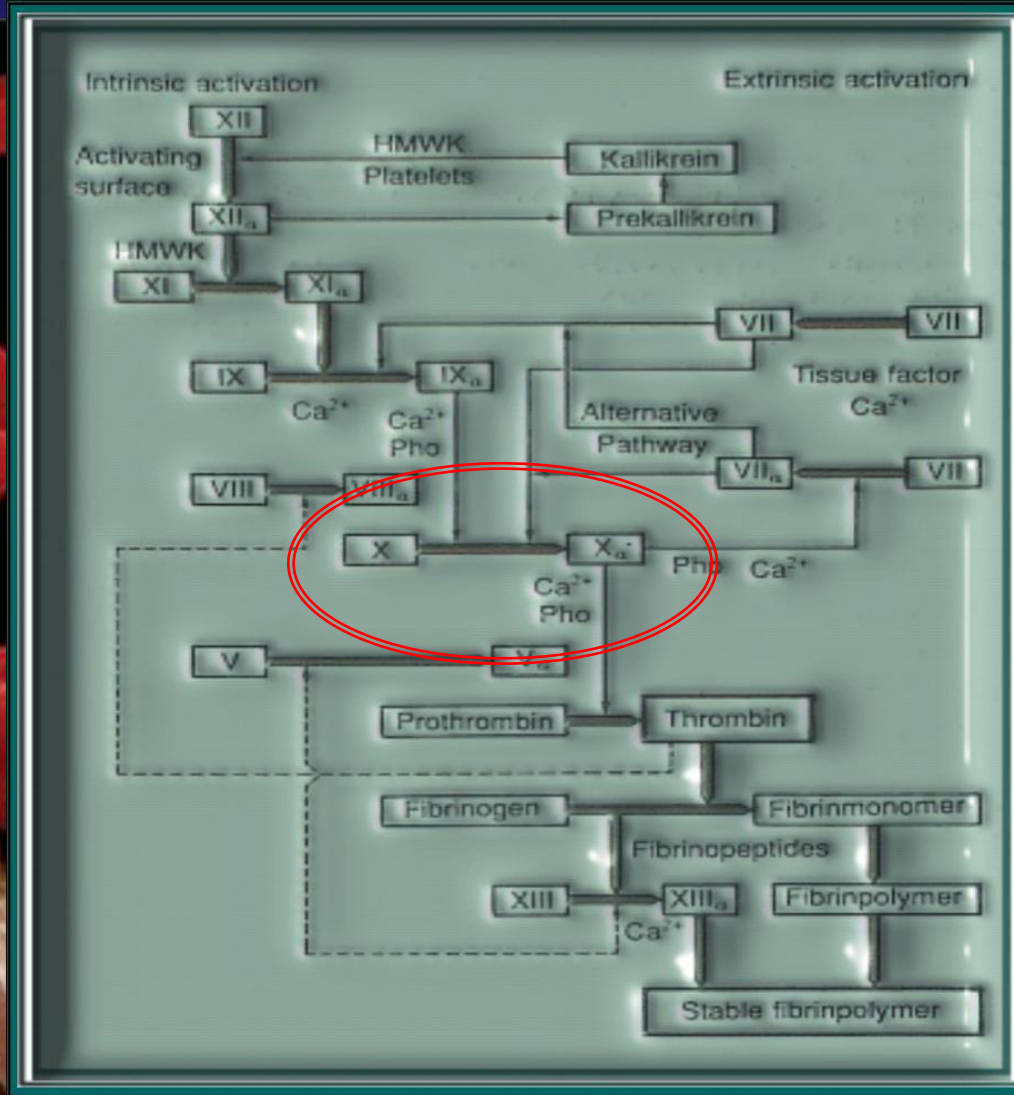 Intrinsic activation
Extrinsic activation
XII
Activating
surface
HMWK
Platelets
Kallikrein
XIIa
Prekallikrein
HMWK
XI
XIa
VII
VII
IX
IXa
Tissue factor
Ca2+
Ca2+
Ca2+
Pho
Alternative
Pathway
VIII
VIIIa
VIIa
VII
X
Xa
Pho
Ca2+
Ca2+
Pho
V
Va
Prothrombin
Thrombin
Fibrinogen
Fibrinmonomer
Fibrinopeptides
XIII
XIIIa
Fibrinpolymer
Ca2+
Stable fibrinpolymer